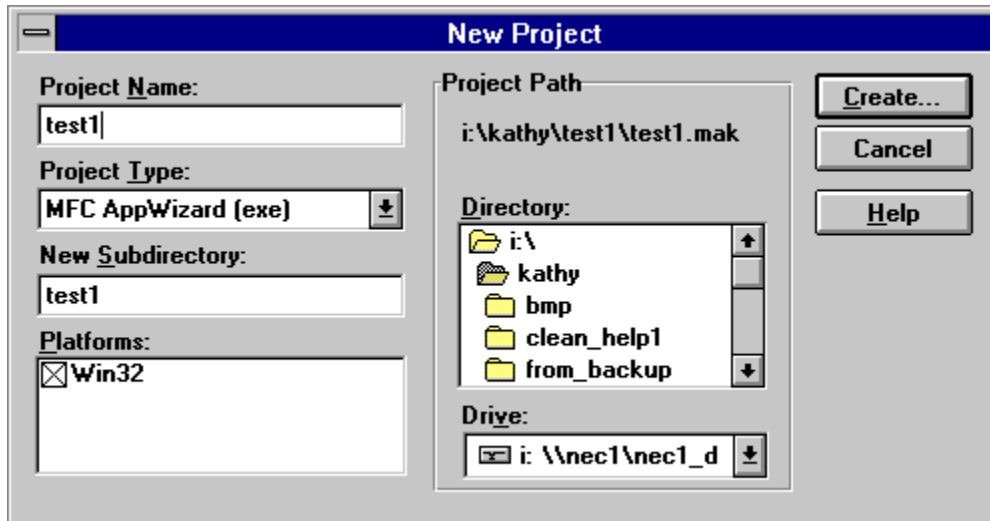 New Project
Project Name:
test1
Project Type:
MFC AppWizard (exe)
New Subdirectory:
test1
Platforms:
Win32
Project Path
i:\kathy\test1\test1.mak
Directory:
i:\
kathy
bmp
clean_help1
from_backup
Drive:
i: \\nec1\nec1_d
Create...
Cancel
Help